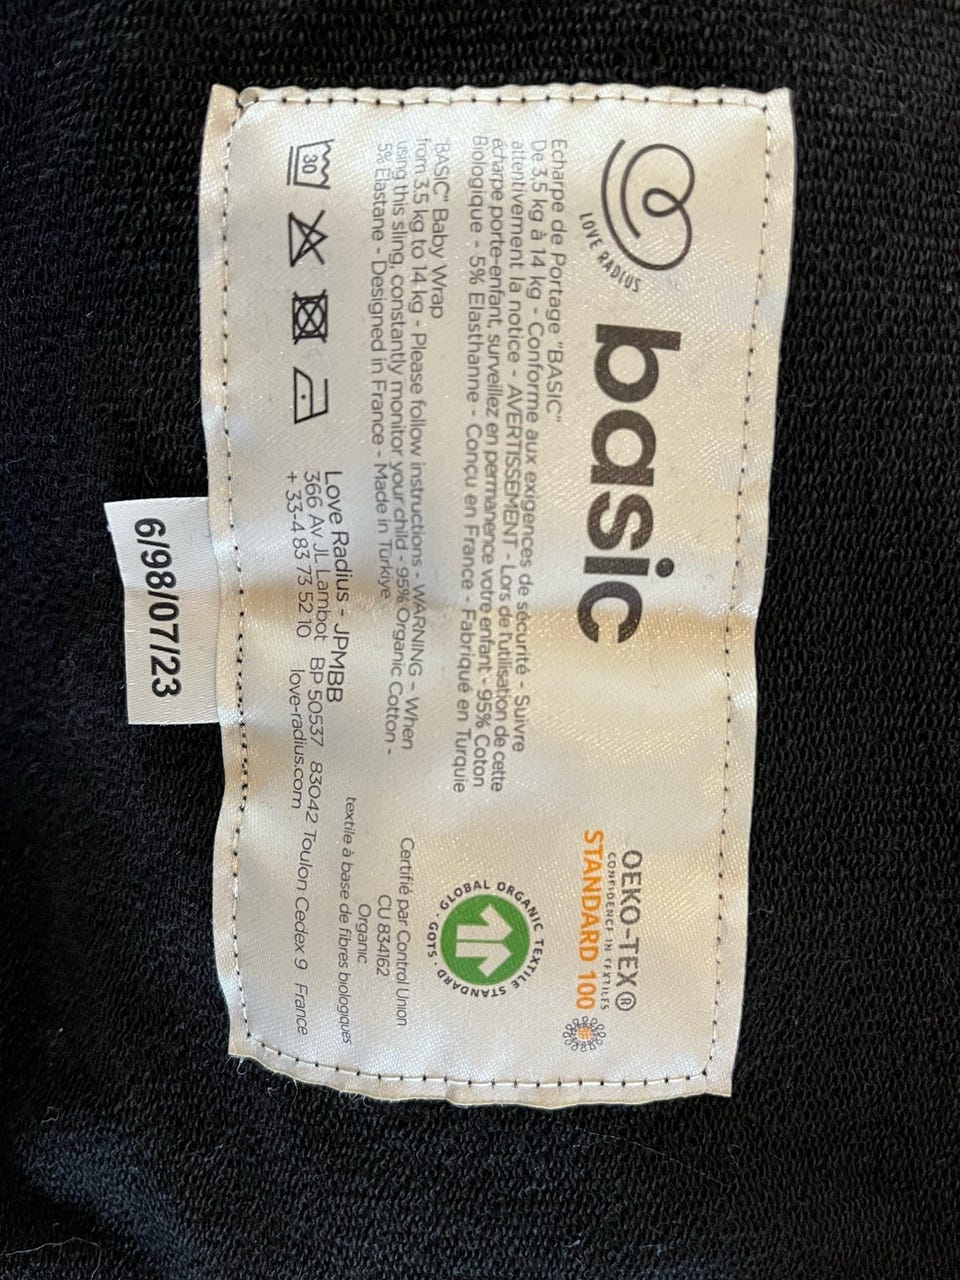 LOVE RADIUS
basic
OEKO-TEX®
CONFIDENCE IN TEXTILES
STANDARD 100
Echarpe de Portage "BASIC"
De 3,5 kg à 14 kg - Conforme aux exigences de sécurité - Suivre
attentivement la notice - AVERTISSEMENT - Lors de l'utilisation de cette
écharpe porte-enfant, surveillez en permanence votre enfant - 95% Coton
Biologique - 5% Elasthanne - Conçu en France - Fabriqué en Turquie
"BASIC" Baby Wrap
from 3.5 kg to 14 kg - Please follow instructions - WARNING - When
using this sling, constantly monitor your child - 95% Organic Cotton -
5% Elastane - Designed in France - Made in Türkiye
GLOBAL ORGANIC TEXTILE STANDARD · GOTS ·
Certifié par Control Union
CU 834162
Organic
textile à base de fibres biologiques
30
Love Radius - JPMBB
366 Av JL Lambot BP 50537 83042 Toulon Cedex 9 France
+ 33-4 83 73 52 10 love-radius.com
6/98/07/23